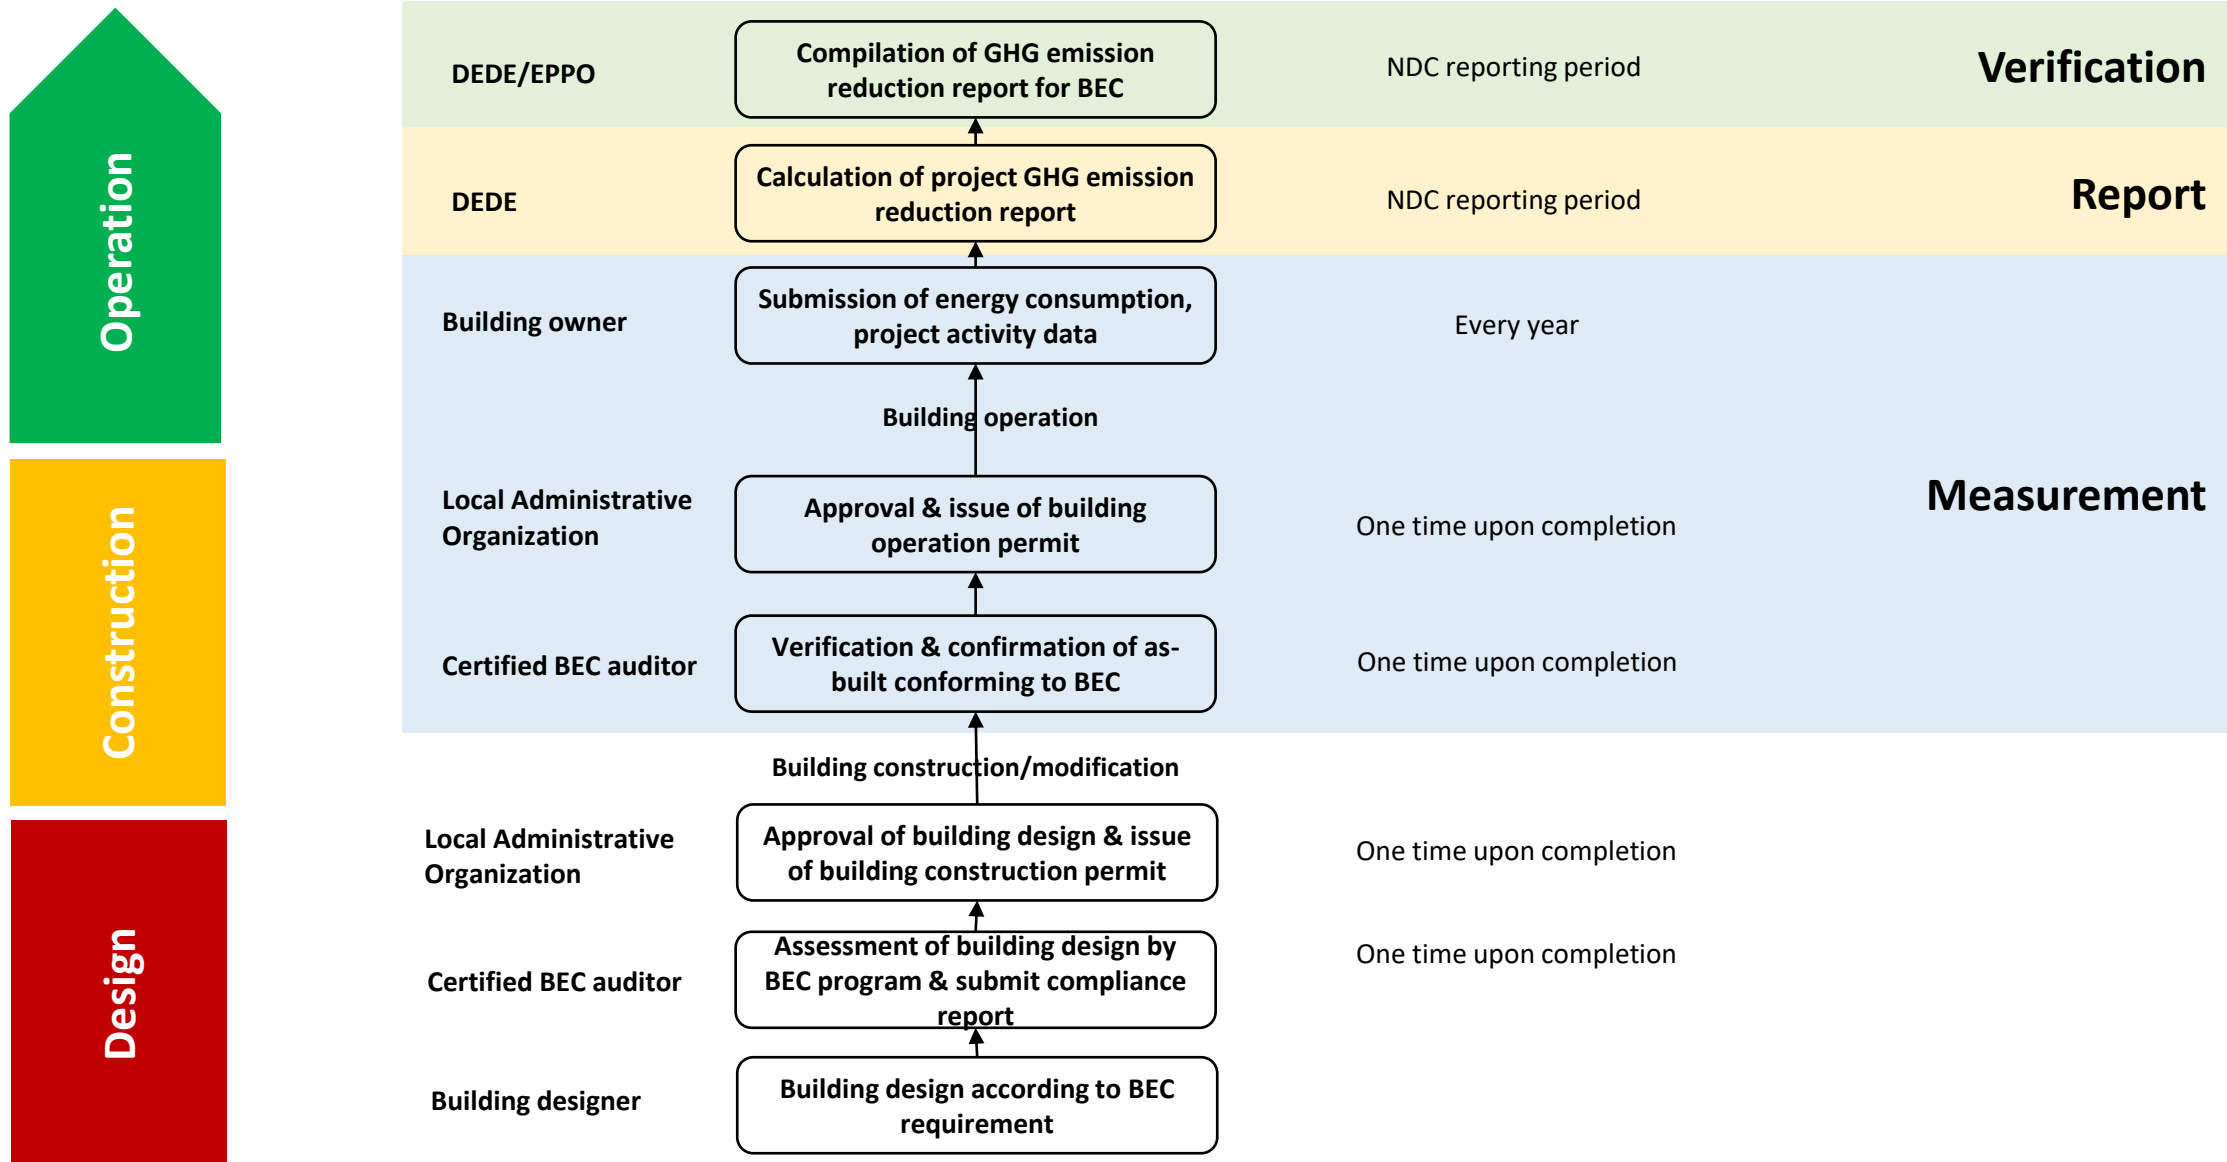 Operation
Construction
Design
DEDE/EPPO
Compilation of GHG emission
reduction report for BEC
NDC reporting period
Verification
DEDE
Calculation of project GHG emission
reduction report
NDC reporting period
Report
Building owner
Submission of energy consumption,
project activity data
Every year
Building operation
Local Administrative
Organization
Approval & issue of building
operation permit
One time upon completion
Measurement
Certified BEC auditor
Verification & confirmation of as-
built conforming to BEC
One time upon completion
Building construction/modification
Local Administrative
Organization
Approval of building design & issue
of building construction permit
One time upon completion
Certified BEC auditor
Assessment of building design by
BEC program & submit compliance
report
One time upon completion
Building designer
Building design according to BEC
requirement